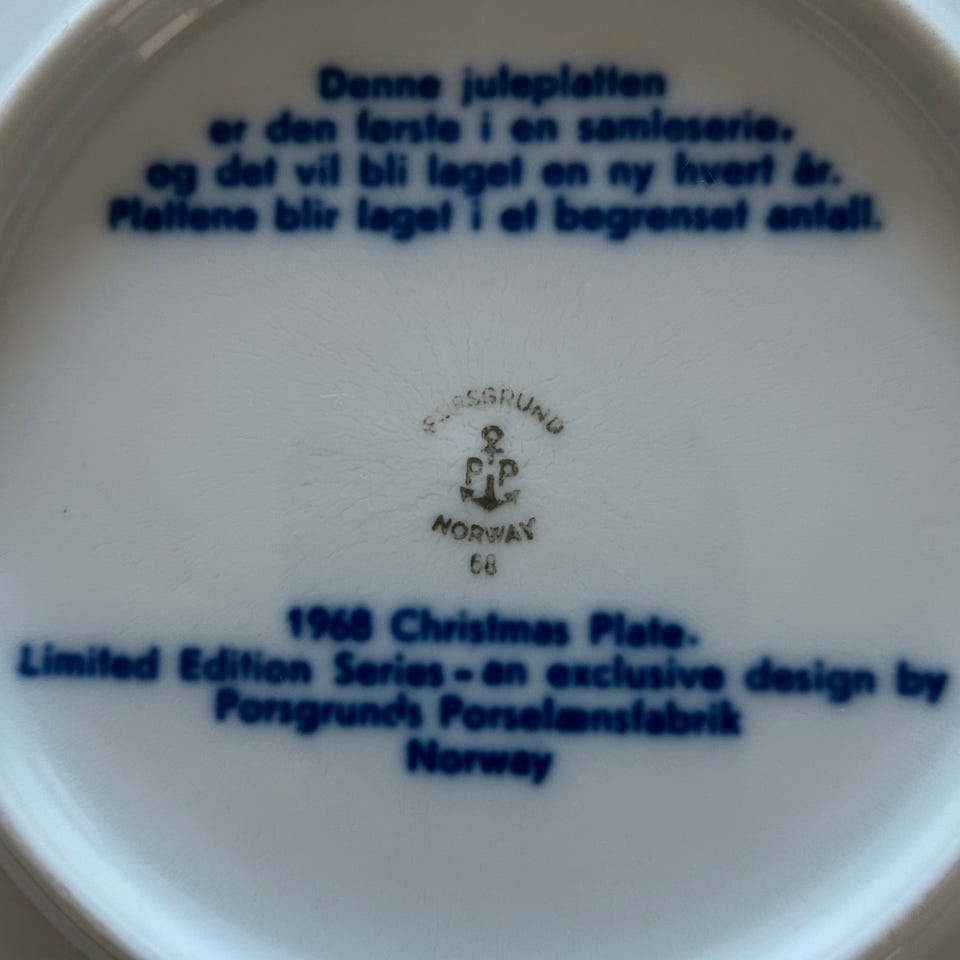 Denne juleplatten
er den første i en samleserie.
og det vil bli laget en ny hvert år.
Plattene blir laget i et begrenset antall.
PORSGRUND
P P
NORWAY
68
1968 Christmas Plate.
Limited Edition Series - an exclusive design by
Porsgrunds Porselænsfabrik
Norway